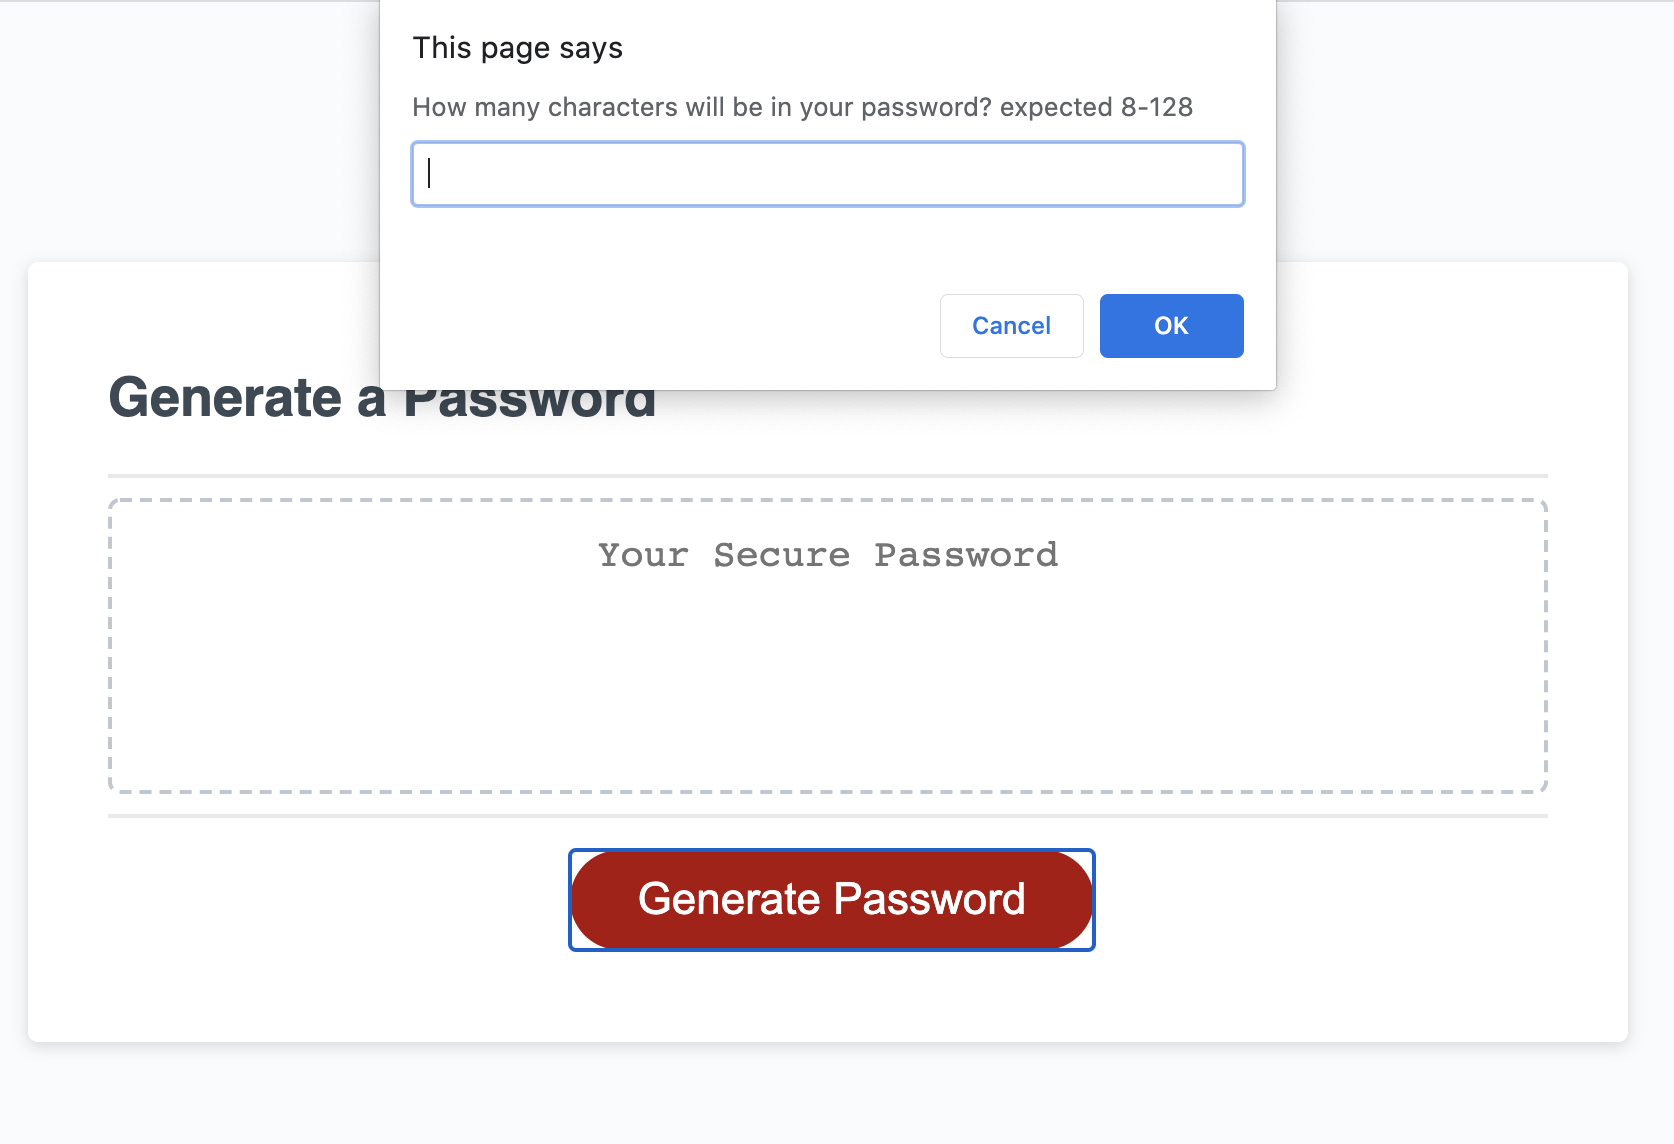 This page says
How many characters will be in your password? expected 8-128
Cancel
OK
Generate a Password
Your Secure Password
Generate Password